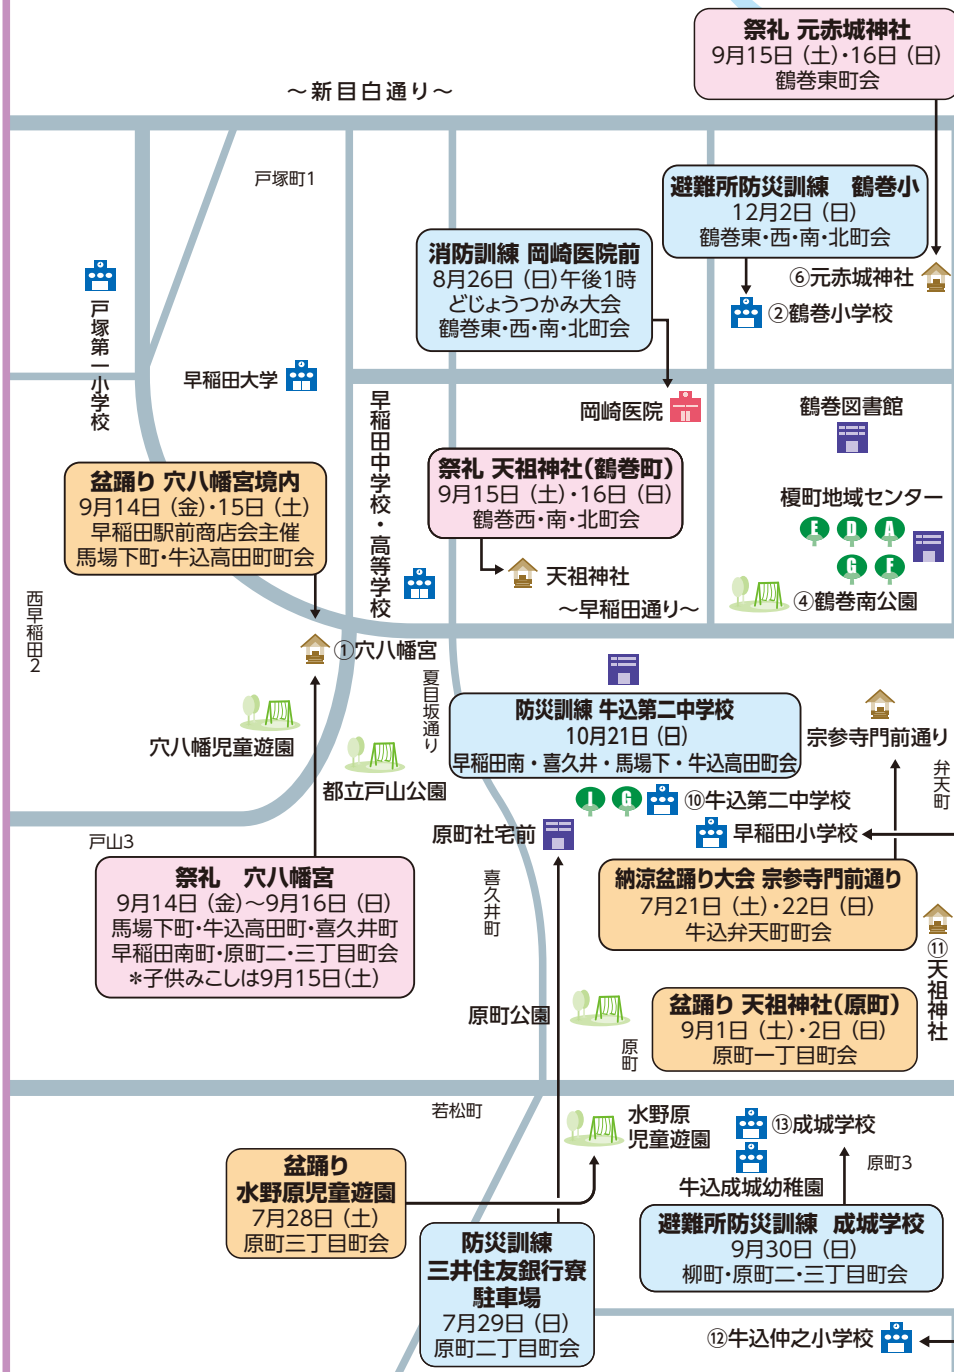 祭礼 元赤城神社
9月15日（土）・16日（日）
鶴巻東町会
～新目白通り～
戸塚町1
避難所防災訓練　鶴巻小
12月2日（日）
鶴巻東・西・南・北町会
消防訓練 岡崎医院前
8月26日（日）午後1時
どじょうつかみ大会
鶴巻東・西・南・北町会
⑥元赤城神社
②鶴巻小学校
戸塚第一小学校
早稲田大学
早稲田中学校・高等学校
岡崎医院
鶴巻図書館
盆踊り 穴八幡宮境内
9月14日（金）・15日（土）
早稲田駅前商店会主催
馬場下町・牛込高田町町会
祭礼 天祖神社（鶴巻町）
9月15日（土）・16日（日）
鶴巻西・南・北町会
榎町地域センター
E D A
G F
天祖神社
④鶴巻南公園
～早稲田通り～
西早稲田2
①穴八幡宮
夏目坂通り
穴八幡児童遊園
都立戸山公園
防災訓練 牛込第二中学校
10月21日（日）
早稲田南・喜久井・馬場下・牛込高田町会
宗参寺門前通り
弁天町
I G
⑩牛込第二中学校
原町社宅前
早稲田小学校
戸山3
祭礼　穴八幡宮
9月14日（金）～9月16日（日）
馬場下町・牛込高田町・喜久井町
早稲田南町・原町二・三丁目町会
＊子供みこしは9月15日（土）
喜久井町
納涼盆踊り大会 宗参寺門前通り
7月21日（土）・22日（日）
牛込弁天町町会
⑪天祖神社
原町公園
盆踊り 天祖神社（原町）
9月1日（土）・2日（日）
原町一丁目町会
原町
若松町
水野原
児童遊園
⑬成城学校
牛込成城幼稚園
原町3
盆踊り
水野原児童遊園
7月28日（土）
原町三丁目町会
防災訓練
三井住友銀行寮
駐車場
7月29日（日）
原町二丁目町会
避難所防災訓練　成城学校
9月30日（日）
柳町・原町二・三丁目町会
⑫牛込仲之小学校